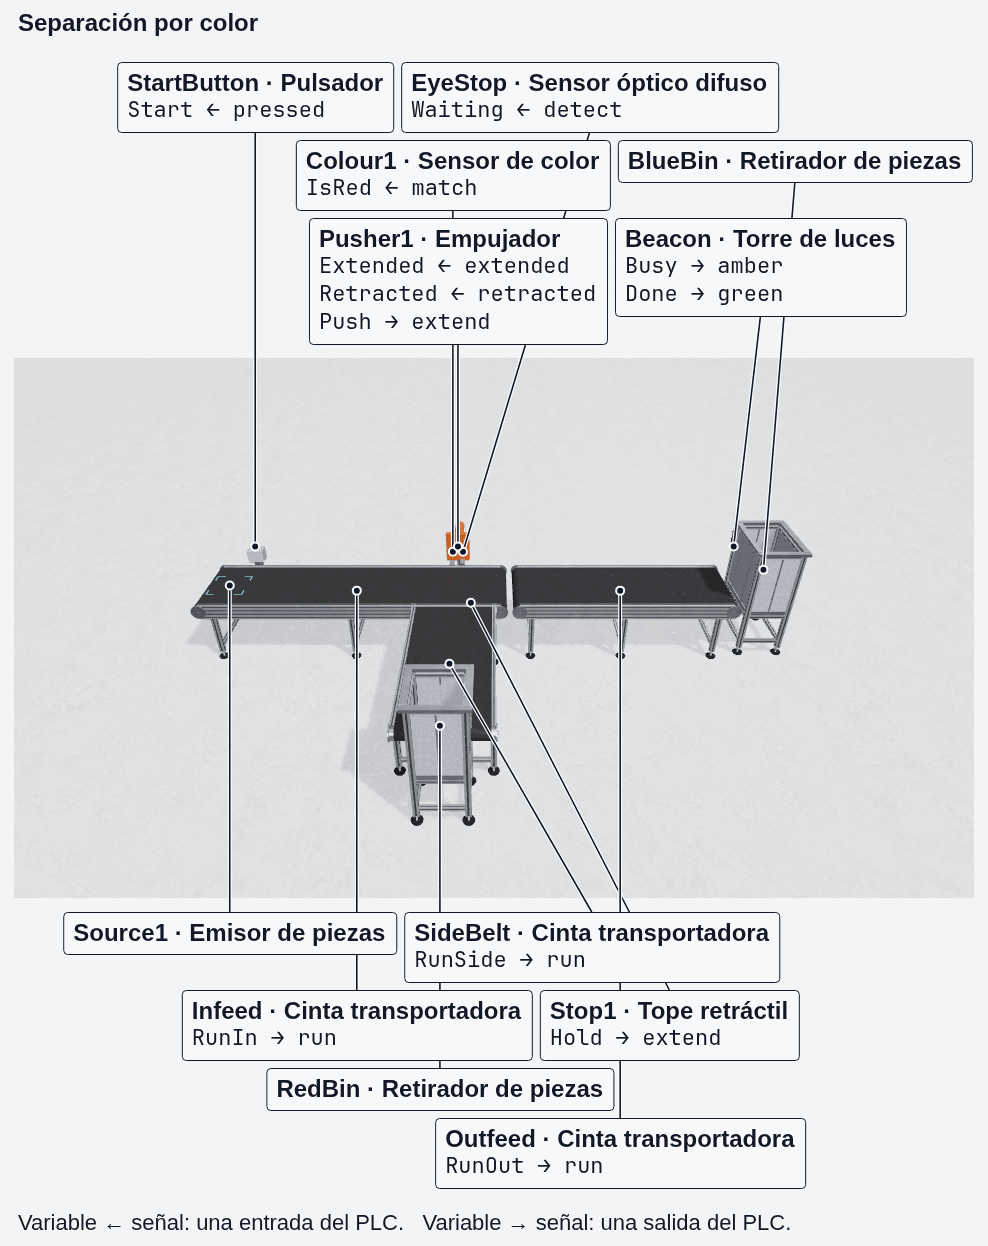 Separación por color
StartButton · Pulsador
Start ← pressed
EyeStop · Sensor óptico difuso
Waiting ← detect
Colour1 · Sensor de color
IsRed ← match
BlueBin · Retirador de piezas
Pusher1 · Empujador
Extended ← extended
Retracted ← retracted
Push → extend
Beacon · Torre de luces
Busy → amber
Done → green
Source1 · Emisor de piezas
SideBelt · Cinta transportadora
RunSide → run
Infeed · Cinta transportadora
RunIn → run
Stop1 · Tope retráctil
Hold → extend
RedBin · Retirador de piezas
Outfeed · Cinta transportadora
RunOut → run
Variable ← señal: una entrada del PLC. Variable → señal: una salida del PLC.